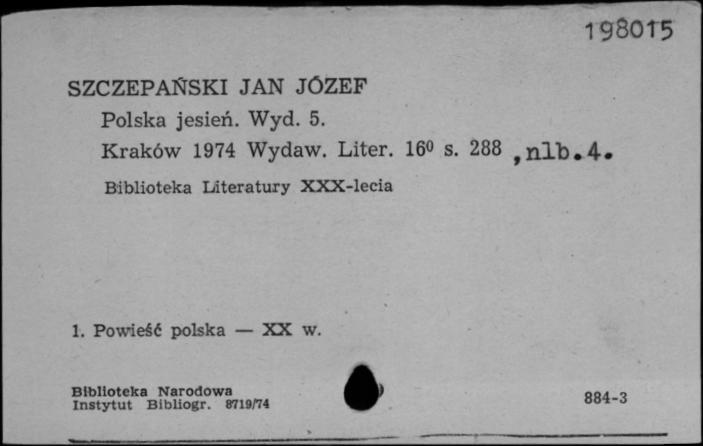 198015
SZCZEPAŃSKI JAN JÓZEF
Polska jesień. Wyd. 5.
Kraków 1974 Wydaw. Liter. 16⁰ s. 288 ,nlb.4.
Biblioteka Literatury XXX-lecia
1. Powieść polska — XX w.
Biblioteka Narodowa
Instytut Bibliogr. 8719/74
884-3